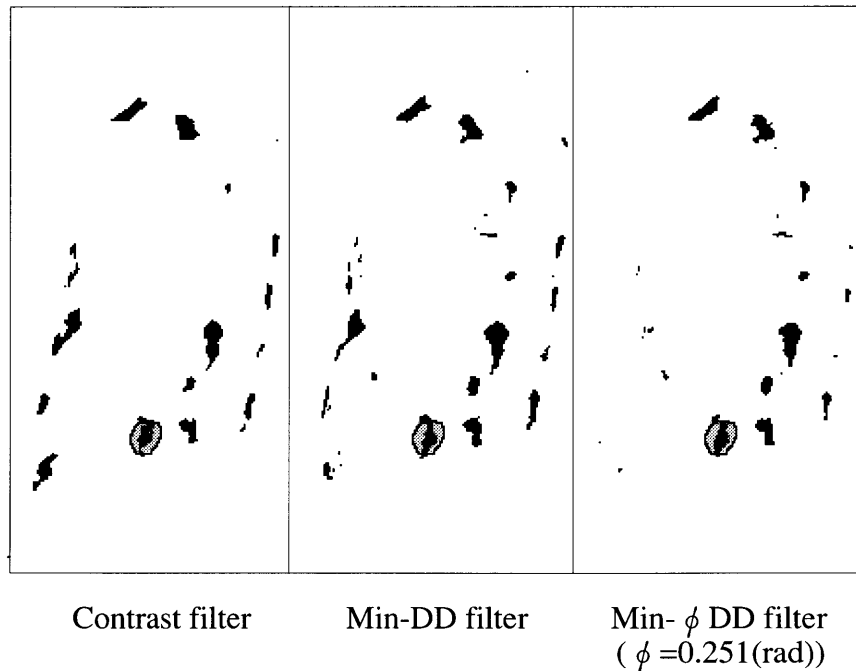 Contrast filter
Min-DD filter
Min- ϕ DD filter
( ϕ =0.251(rad))